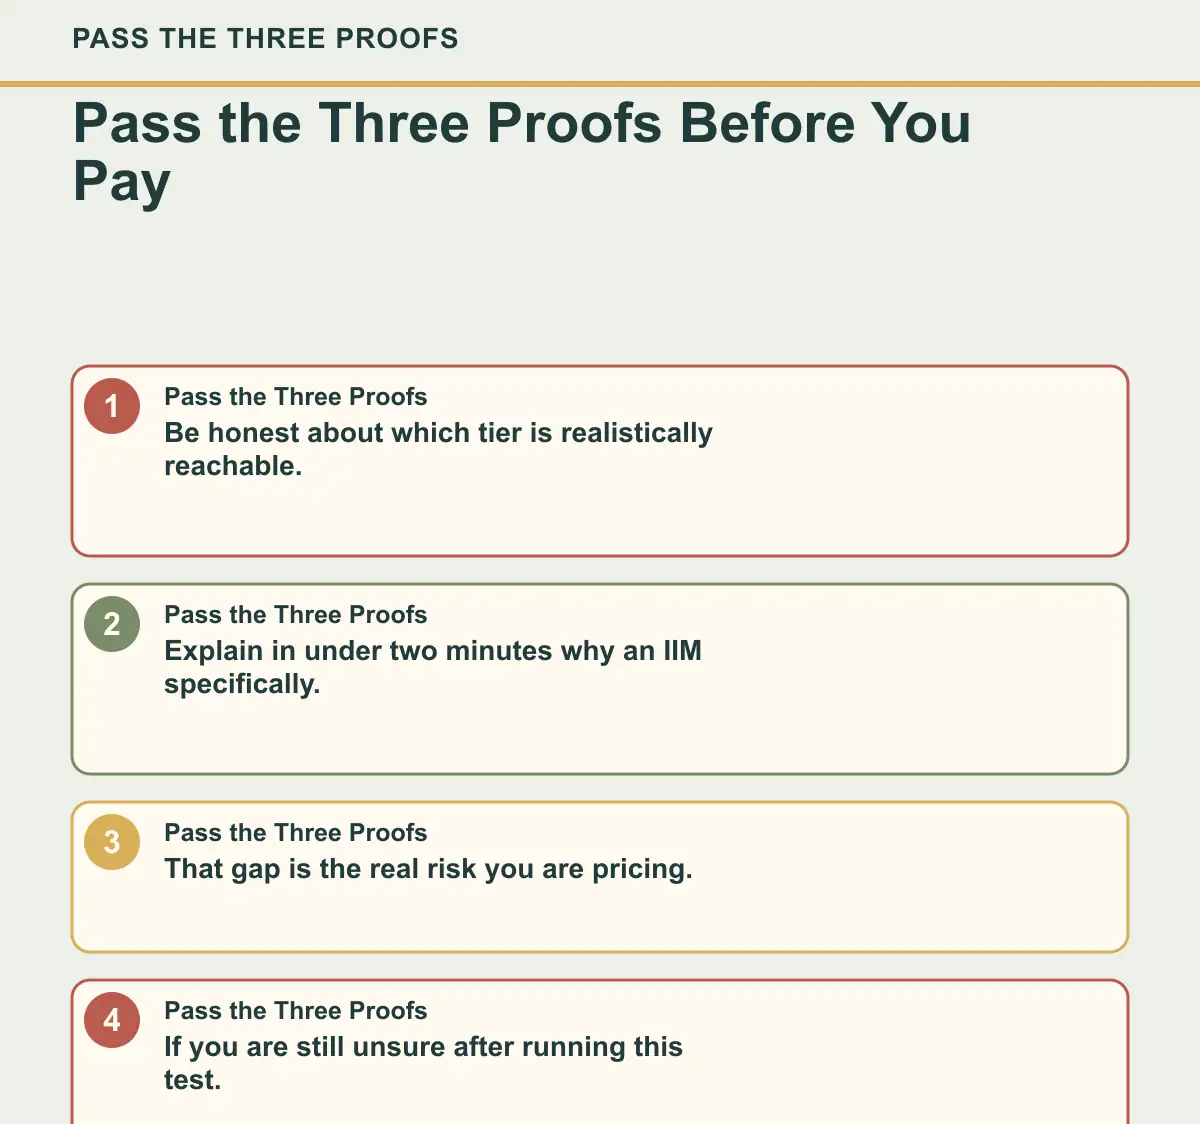 PASS THE THREE PROOFS
Pass the Three Proofs Before You
Pay
1
Pass the Three Proofs
Be honest about which tier is realistically
reachable.
2
Pass the Three Proofs
Explain in under two minutes why an IIM
specifically.
3
Pass the Three Proofs
That gap is the real risk you are pricing.
4
Pass the Three Proofs
If you are still unsure after running this
test.